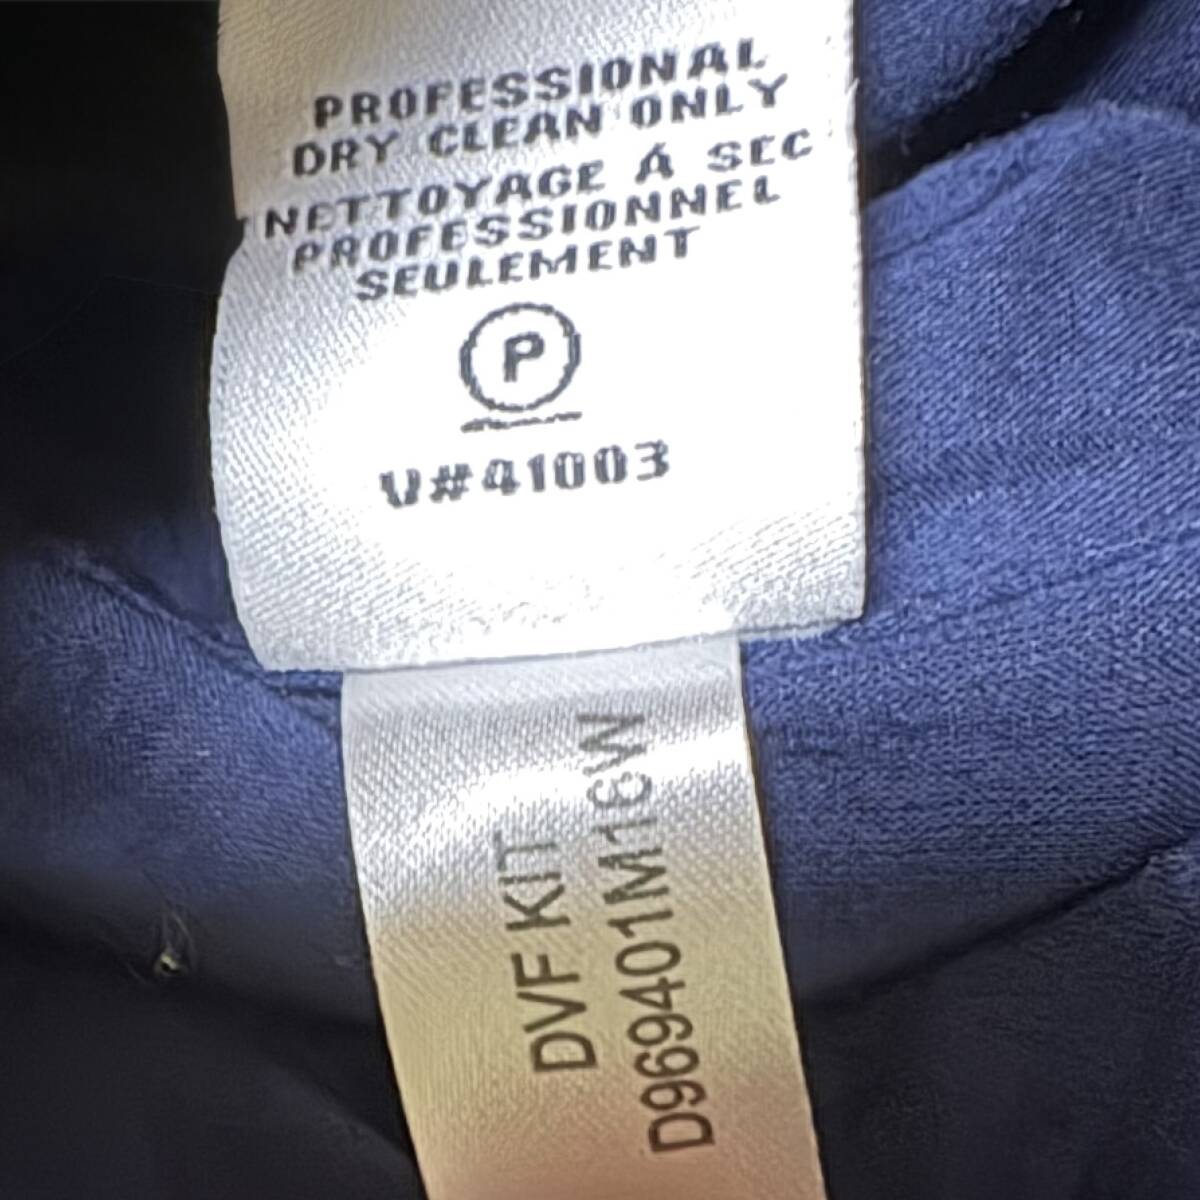 PROFESSIONAL
DRY CLEAN ONLY
NETTOYAGE Á SEC
PROFESSIONNEL
SEULEMENT
P
V#41003
DVF KIT
D969401M16W